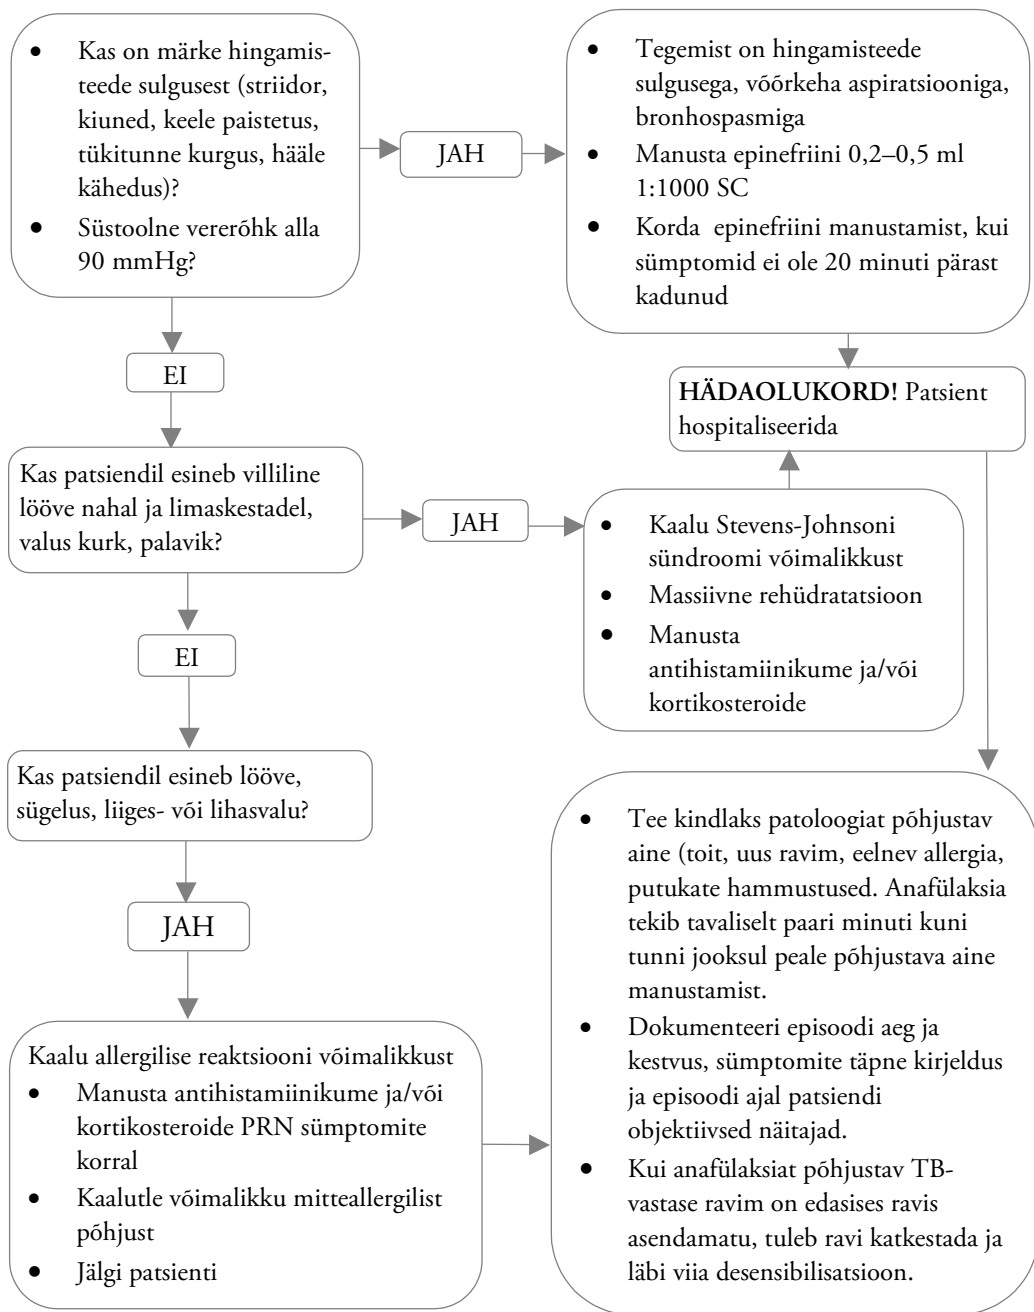 • Kas on märke hingamis-
teede sulgusest (striidor,
kiuned, keele paistetus,
tükitunne kurgus, hääle
kähedus)?
• Süstoolne vererõhk alla
90 mmHg?
JAH
• Tegemist on hingamisteede
sulgusega, võõrkeha aspiratsiooniga,
bronhospasmiga
• Manusta epinefriini 0,2–0,5 ml
1:1000 SC
• Korda epinefriini manustamist, kui
sümptomid ei ole 20 minuti pärast
kadunud
EI
HÄDAOLUKORD! Patsient
hospitaliseerida
Kas patsiendil esineb villiline
lööve nahal ja limaskestadel,
valus kurk, palavik?
JAH
• Kaalu Stevens-Johnsoni
sündroomi võimalikkust
• Massiivne rehüdratatsioon
• Manusta
antihistamiinikume ja/või
kortikosteroide
EI
Kas patsiendil esineb lööve,
sügelus, liiges- või lihasvalu?
JAH
Kaalu allergilise reaktsiooni võimalikkust
• Manusta antihistamiinikume ja/või
kortikosteroide PRN sümptomite
korral
• Kaalutle võimalikku mitteallergilist
põhjust
• Jälgi patsienti
• Tee kindlaks patoloogiat põhjustav
aine (toit, uus ravim, eelnev allergia,
putukate hammustused. Anafülaksia
tekib tavaliselt paari minuti kuni
tunni jooksul peale põhjustava aine
manustamist.
• Dokumenteeri episoodi aeg ja
kestvus, sümptomite täpne kirjeldus
ja episoodi ajal patsiendi
objektiivsed näitajad.
• Kui anafülaksiat põhjustav TB-
vastase ravim on edasises ravis
asendamatu, tuleb ravi katkestada ja
läbi viia desensibilisatsioon.